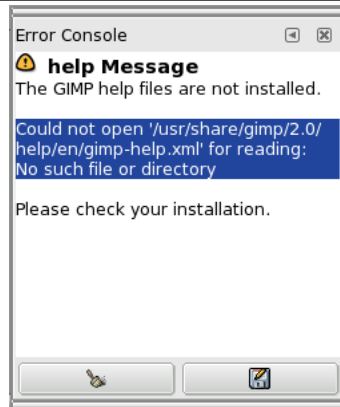 Error Console
help Message
The GIMP help files are not installed.
Could not open '/usr/share/gimp/2.0/
help/en/gimp-help.xml' for reading:
No such file or directory
Please check your installation.